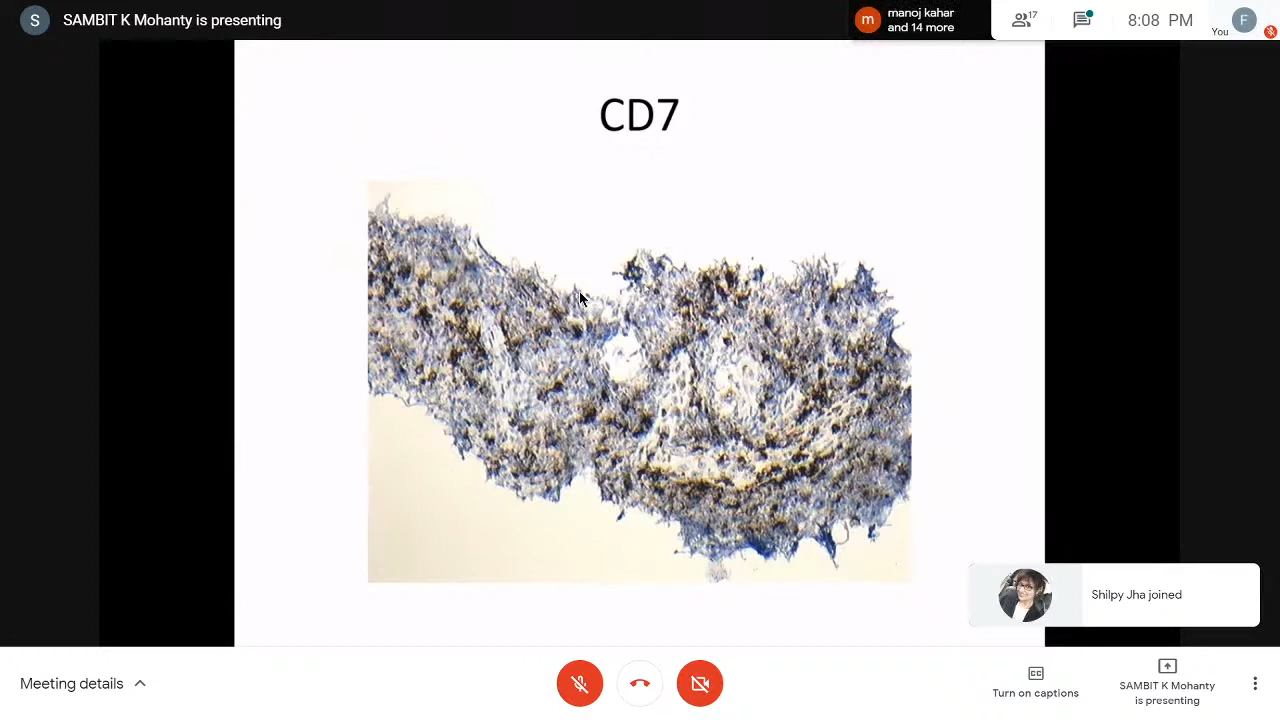 S SAMBIT K Mohanty is presenting
m manoj kahar
and 14 more
17
8:08 PM
You
F
CD7
Shilpy Jha joined
Meeting details
CC
Turn on captions
SAMBIT K Mohanty
is presenting